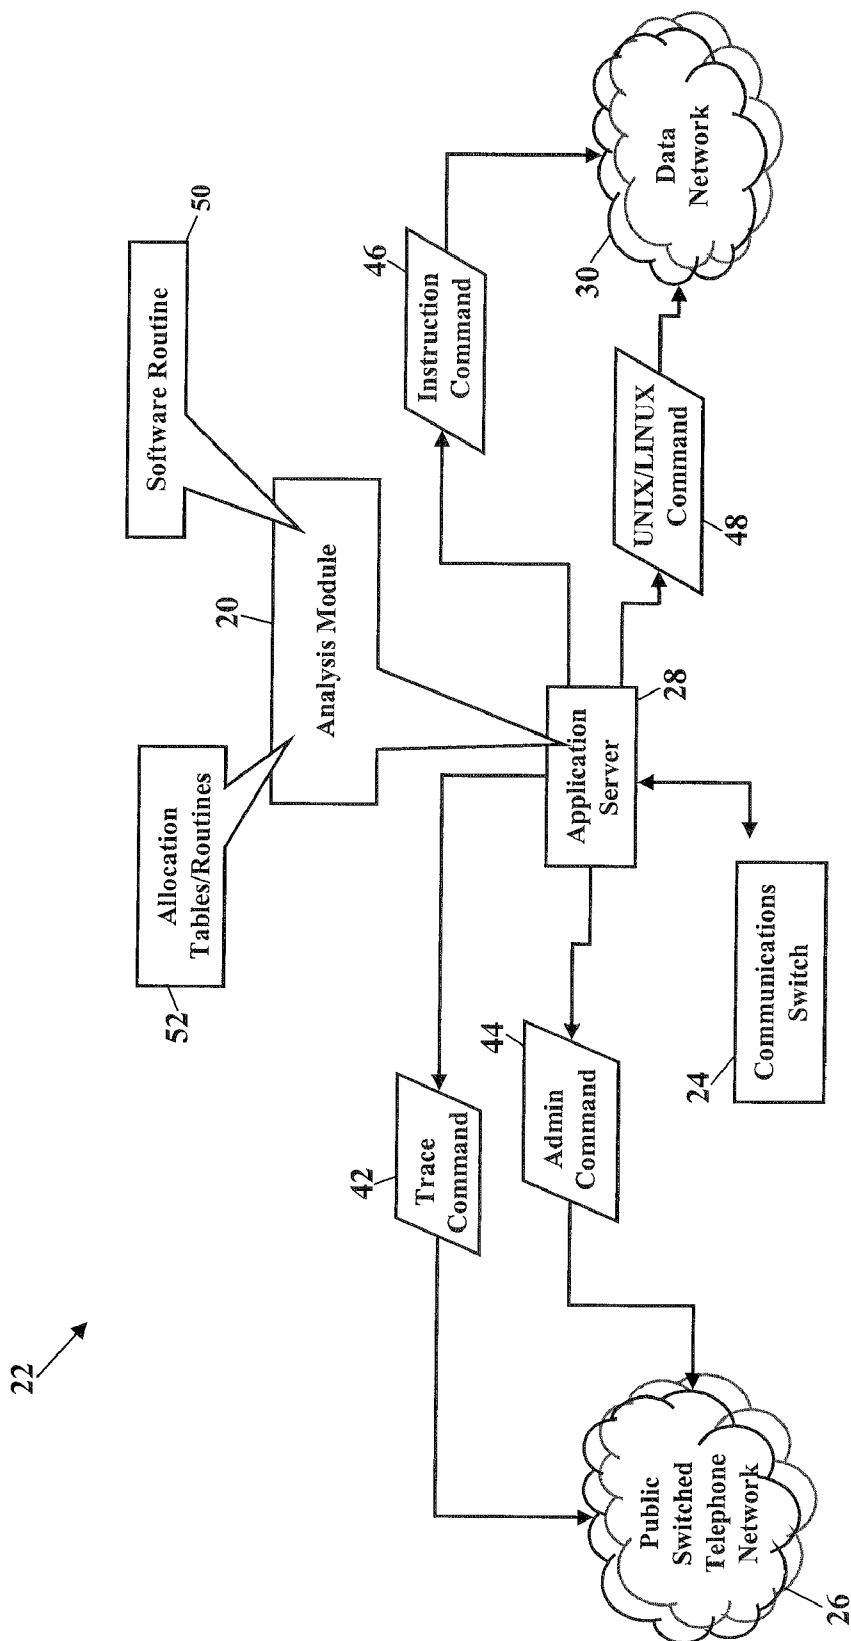 22
Allocation
Tables/Routines
52
Software Routine
50
20
Analysis Module
42
Trace
Command
46
Instruction
Command
44
Admin
Command
Application
Server
28
UNIX/LINUX
Command
48
Public
Switched
Telephone
Network
26
24
Communications
Switch
30
Data
Network